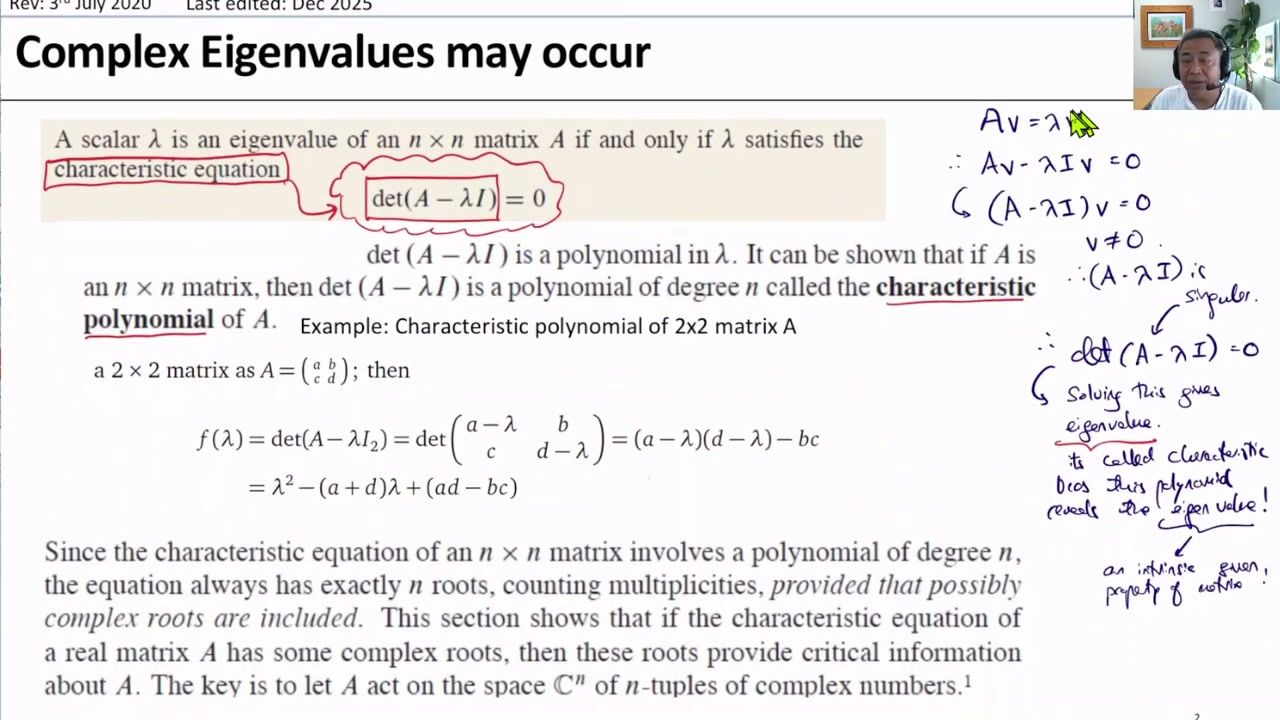 Rev: 3rd July 2020 Last edited: Dec 2025
Complex Eigenvalues may occur
A scalar λ is an eigenvalue of an n × n matrix A if and only if λ satisfies the
characteristic equation
det(A − λI) = 0
det (A − λI) is a polynomial in λ. It can be shown that if A is
an n × n matrix, then det (A − λI) is a polynomial of degree n called the characteristic
polynomial of A. Example: Characteristic polynomial of 2x2 matrix A
a 2 × 2 matrix as A = (a b c d); then
f(λ) = det(A−λI₂) = det(a−λ b c d−λ) = (a−λ)(d−λ)−bc
= λ² −(a+d)λ+(ad−bc)
Since the characteristic equation of an n × n matrix involves a polynomial of degree n,
the equation always has exactly n roots, counting multiplicities, provided that possibly
complex roots are included. This section shows that if the characteristic equation of
a real matrix A has some complex roots, then these roots provide critical information
about A. The key is to let A act on the space ℂⁿ of n-tuples of complex numbers.¹
Av = λv
∴ Av - λIv = 0
(A-λI)v = 0
v ≠ 0.
∴(A-λI) is
singular.
∴ det (A-λI) = 0
Solving this gives
eigenvalue.
its called characteristic
bcos this polynomial
reveals the eigen value!
an intrinsic
property of matrix!
2